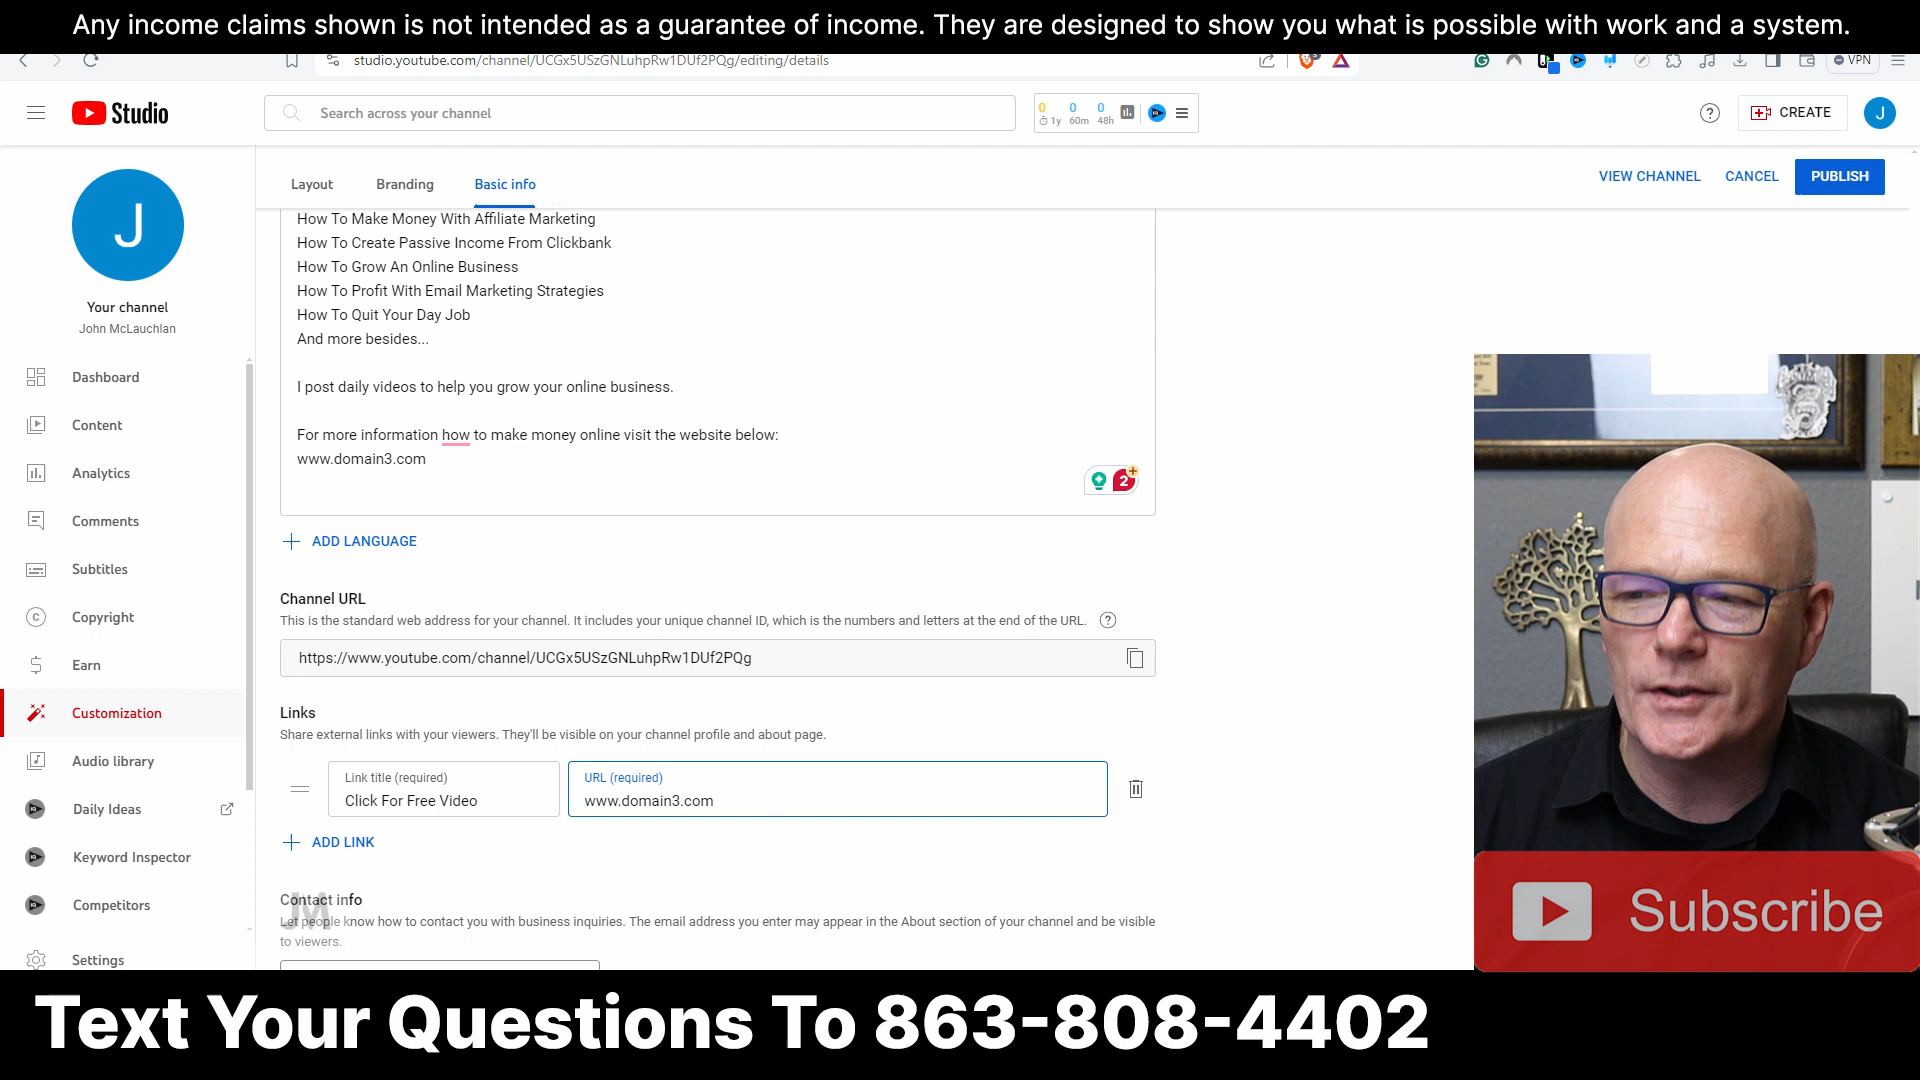 Any income claims shown is not intended as a guarantee of income. They are designed to show you what is possible with work and a system.
studio.youtube.com/channel/UCGx5USzGNLuhpRw1DUf2PQg/editing/details
VPN
Studio
Search across your channel
0 0 0
1y 60m 48h
CREATE
J
J
Your channel
John McLauchlan
Dashboard
Content
Analytics
Comments
Subtitles
Copyright
Earn
Customization
Audio library
Daily Ideas
Keyword Inspector
Competitors
Settings
Layout Branding Basic info
VIEW CHANNEL CANCEL PUBLISH
How To Make Money With Affiliate Marketing
How To Create Passive Income From Clickbank
How To Grow An Online Business
How To Profit With Email Marketing Strategies
How To Quit Your Day Job
And more besides...
I post daily videos to help you grow your online business.
For more information how to make money online visit the website below:
www.domain3.com
2
ADD LANGUAGE
Channel URL
This is the standard web address for your channel. It includes your unique channel ID, which is the numbers and letters at the end of the URL.
https://www.youtube.com/channel/UCGx5USzGNLuhpRw1DUf2PQg
Links
Share external links with your viewers. They'll be visible on your channel profile and about page.
Link title (required)
Click For Free Video
URL (required)
www.domain3.com
ADD LINK
Contact info
JM
Let people know how to contact you with business inquiries. The email address you enter may appear in the About section of your channel and be visible
to viewers.
Subscribe
Text Your Questions To 863-808-4402